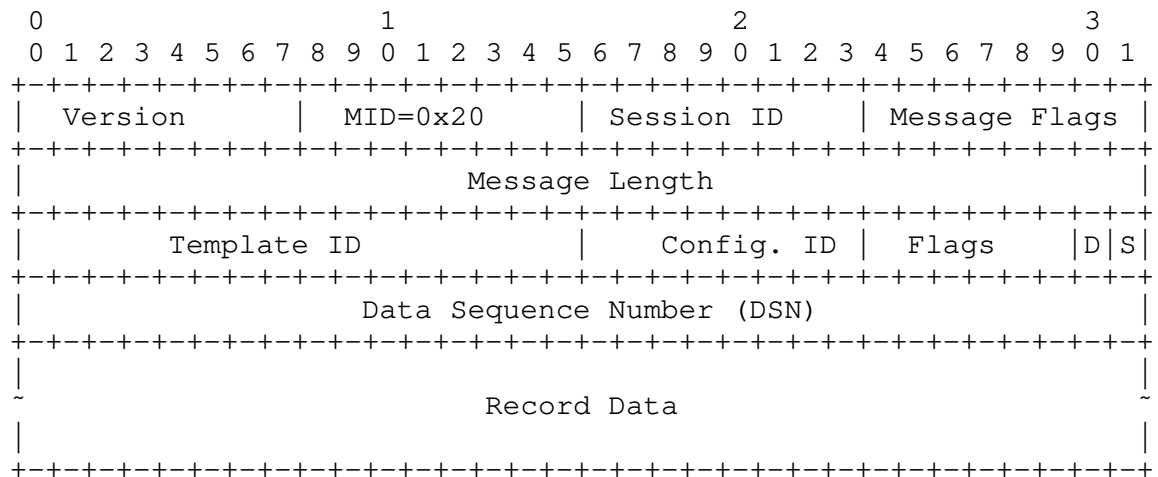 0                   1                   2                   3
 0 1 2 3 4 5 6 7 8 9 0 1 2 3 4 5 6 7 8 9 0 1 2 3 4 5 6 7 8 9 0 1
+-+-+-+-+-+-+-+-+-+-+-+-+-+-+-+-+-+-+-+-+-+-+-+-+-+-+-+-+-+-+-+-+
|  Version      |  MID=0x20     | Session ID    | Message Flags |
+-+-+-+-+-+-+-+-+-+-+-+-+-+-+-+-+-+-+-+-+-+-+-+-+-+-+-+-+-+-+-+-+
|                         Message Length                        |
+-+-+-+-+-+-+-+-+-+-+-+-+-+-+-+-+-+-+-+-+-+-+-+-+-+-+-+-+-+-+-+-+
|        Template ID            |    Config. ID |  Flags    |D|S|
+-+-+-+-+-+-+-+-+-+-+-+-+-+-+-+-+-+-+-+-+-+-+-+-+-+-+-+-+-+-+-+-+
|                   Data Sequence Number (DSN)                  |
+-+-+-+-+-+-+-+-+-+-+-+-+-+-+-+-+-+-+-+-+-+-+-+-+-+-+-+-+-+-+-+-+
|                                                               |
~                          Record Data                          ~
|                                                               |
+-+-+-+-+-+-+-+-+-+-+-+-+-+-+-+-+-+-+-+-+-+-+-+-+-+-+-+-+-+-+-+-+